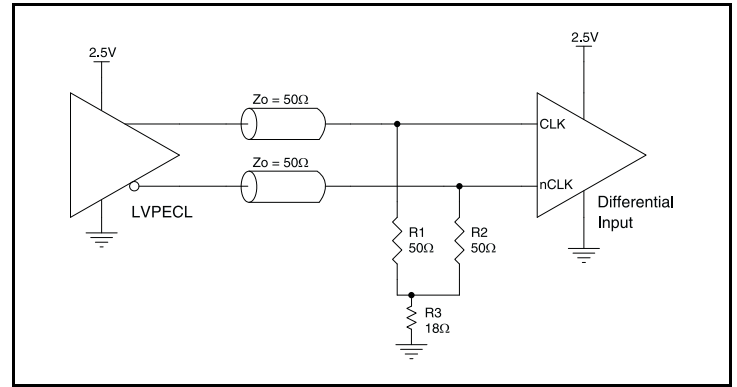 2.5V
2.5V
Zo = 50Ω
CLK
Zo = 50Ω
nCLK
LVPECL
Differential
Input
R1
50Ω
R2
50Ω
R3
18Ω